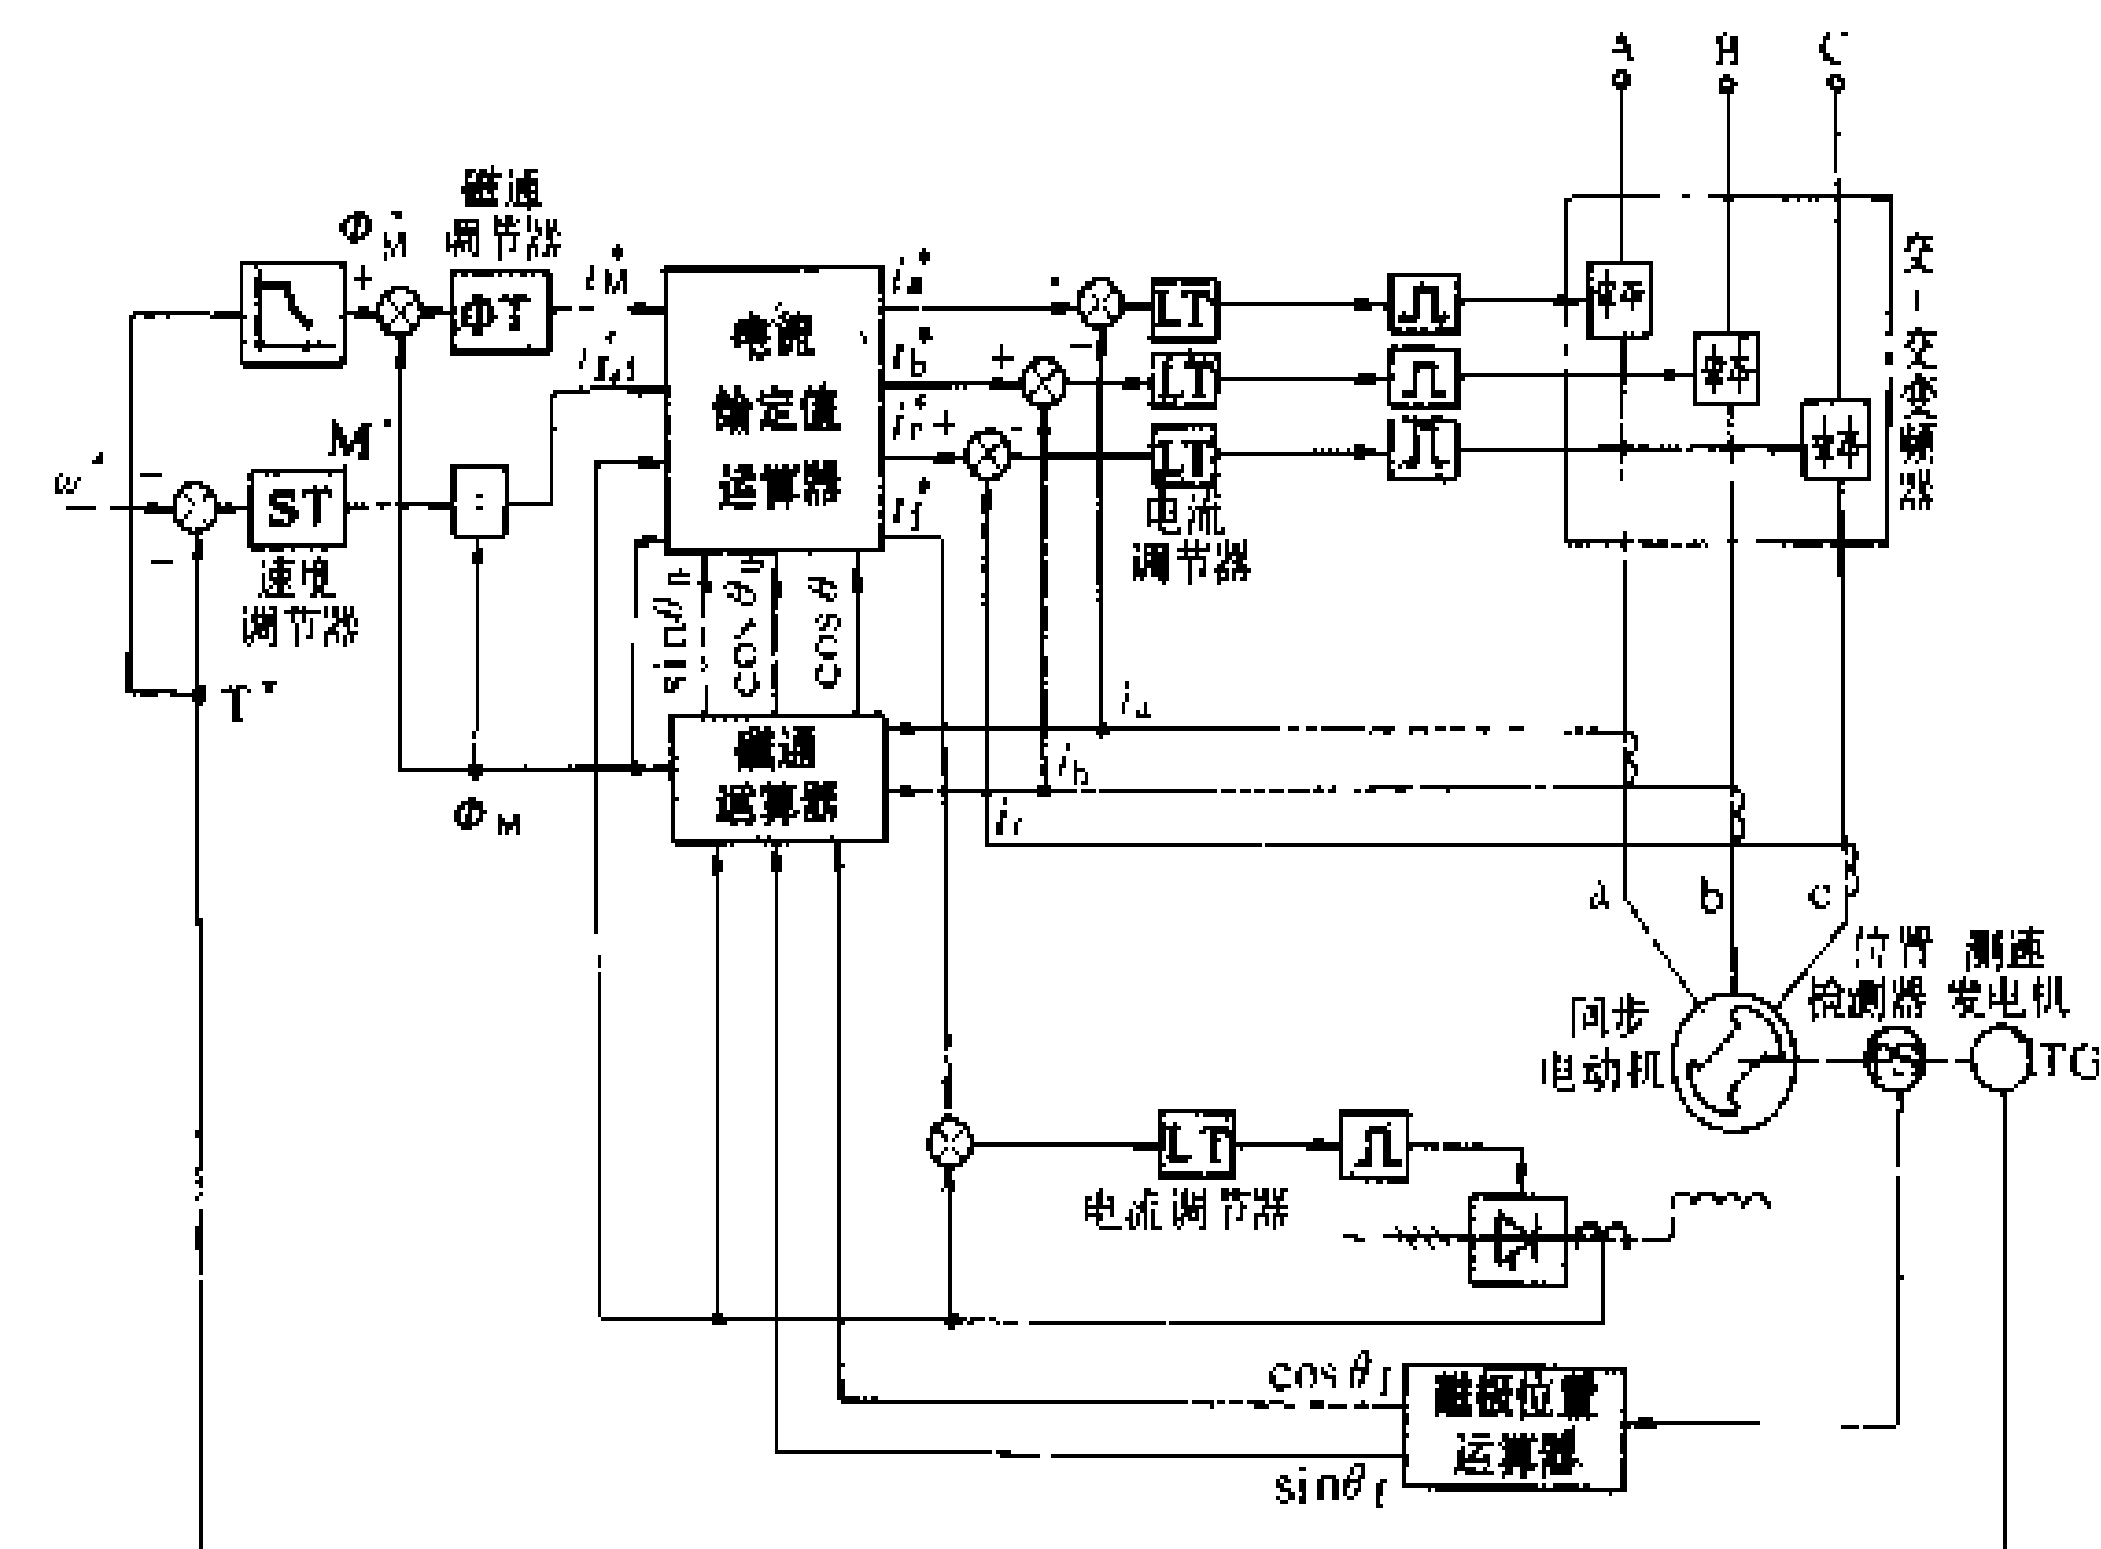 A
B
C
磁通
调节器
Φ*M
+
ΦT
i*M
电流
给定值
运算器
i*a
i*b
i*c
i*f
+
+
-
-
LT
LT
LT
电流
调节器
交-交变频器
M*
-
-
ST
速度
调节器
sinθ
cosθ
cosθ
磁通
运算器
ΦM
ia
ib
a
b
c
位置
检测器
测速
发电机
同步
电动机
PS
TG
LT
电流调节器
cosθf
磁极位置
运算器
sinθf